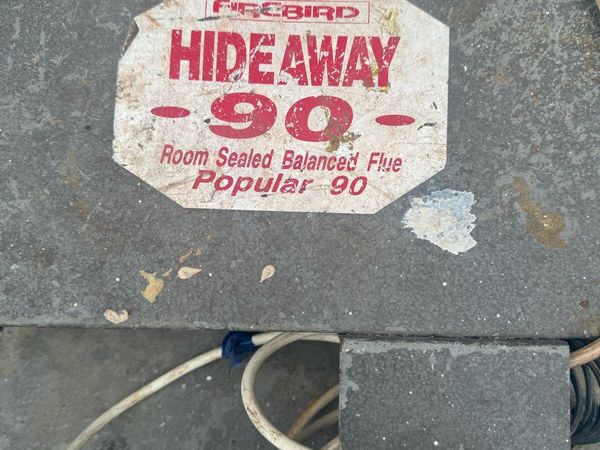 FIREBIRD
HIDEAWAY
- 90 -
Room Sealed Balanced Flue
Popular 90